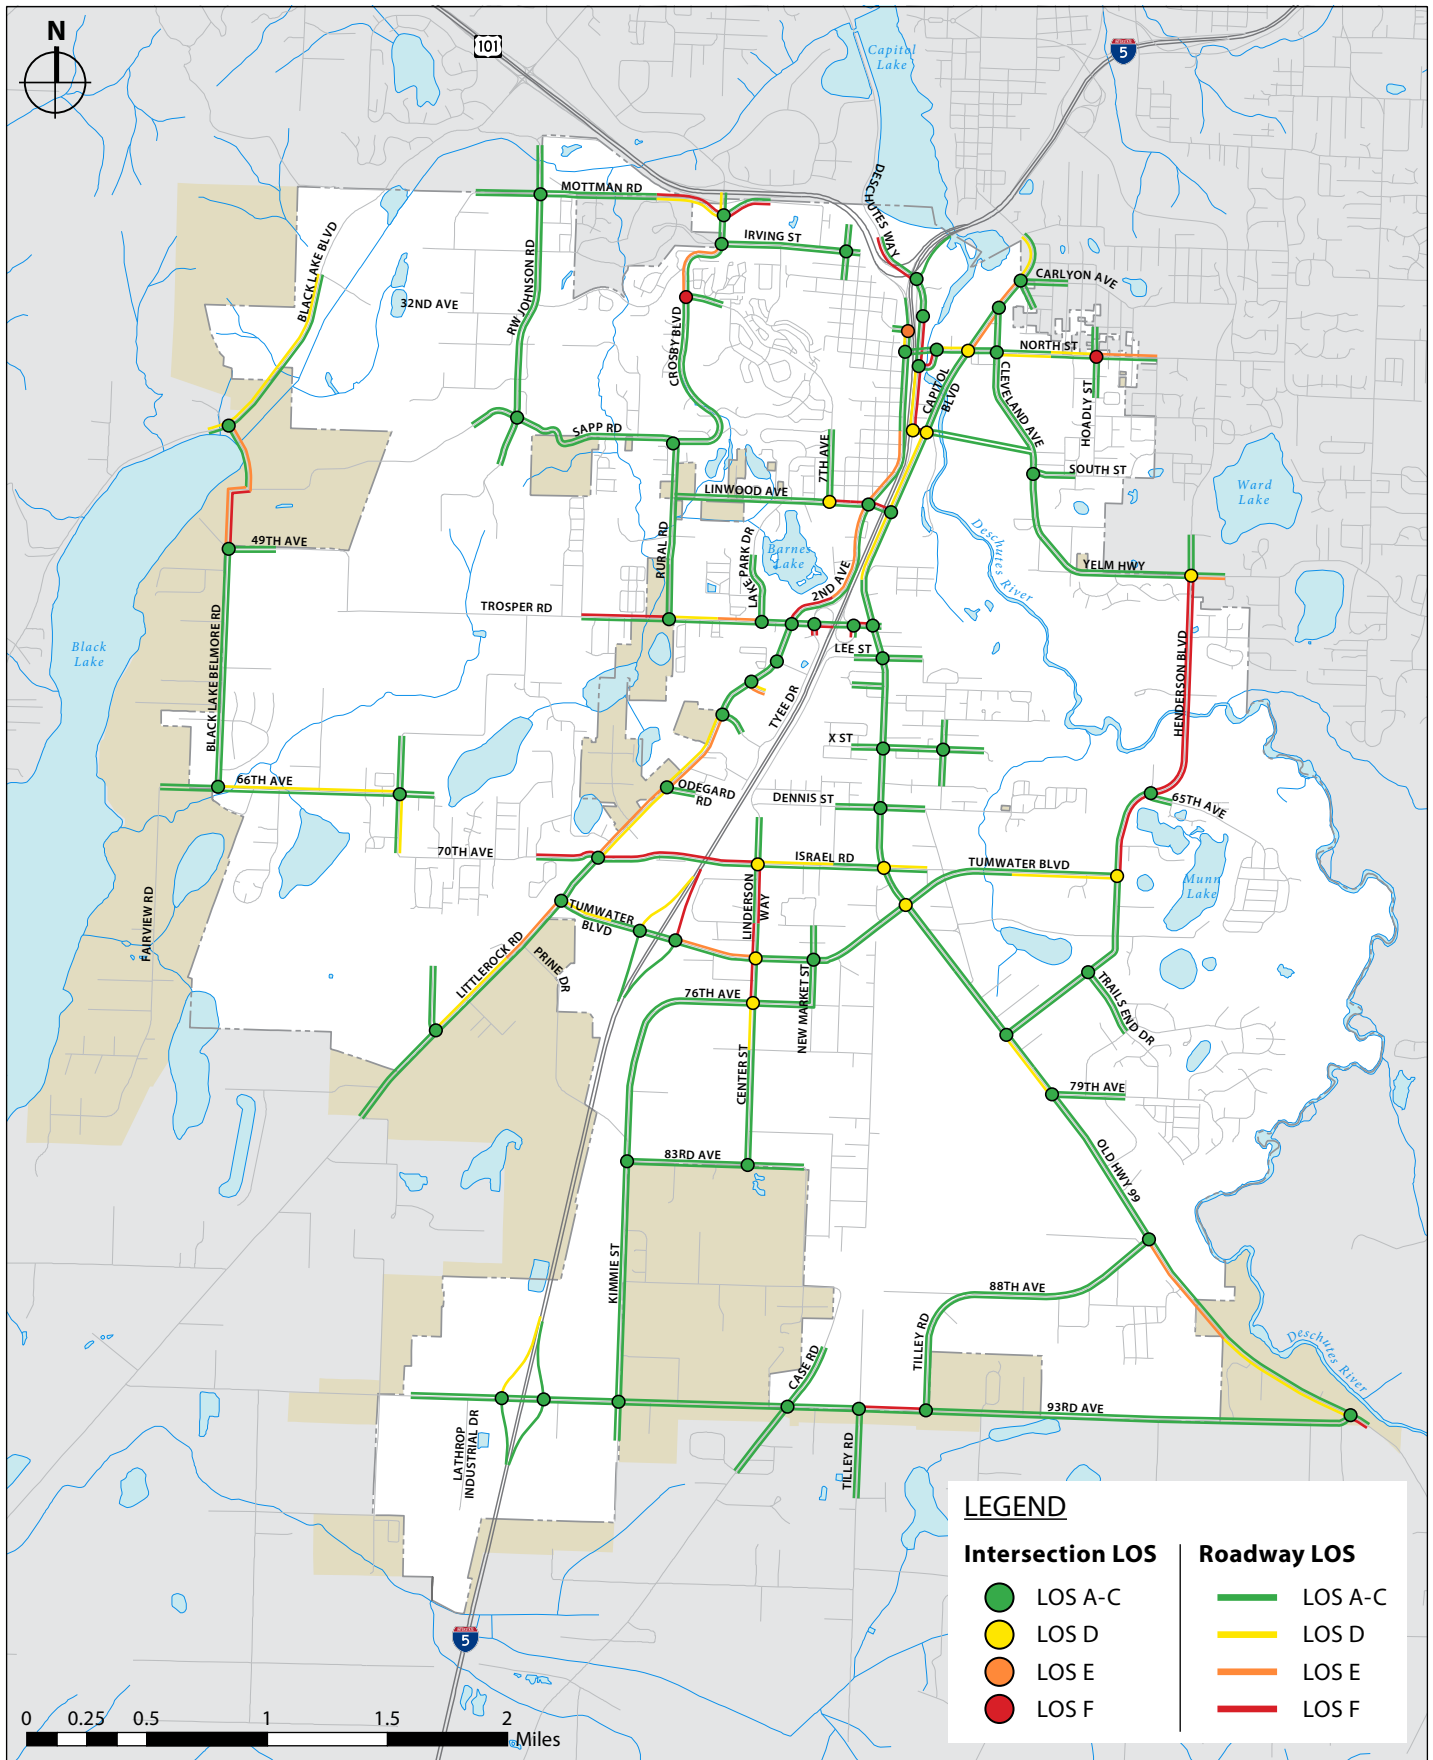 N
101
5
Capitol
Lake
MOTTMAN RD
DESCHUTES WAY
IRVING ST
BLACK LAKE BLVD
RW JOHNSON RD
32ND AVE
CARLYON AVE
CROSBY BLVD
NORTH ST
CAPITOL
BLVD
CLEVELAND AVE
HOADLY ST
SAPP RD
7TH AVE
SOUTH ST
LINWOOD AVE
Ward
Lake
49TH AVE
RURAL RD
LAKE PARK DR
Barnes
Lake
Deschutes
River
2ND AVE
YELM HWY
TROSPER RD
BLACK LAKE BELMORE RD
Black
Lake
LEE ST
HENDERSON BLVD
TYEE DR
X ST
66TH AVE
ODEGARD
RD
DENNIS ST
65TH AVE
70TH AVE
ISRAEL RD
TUMWATER BLVD
Munn
Lake
FAIRVIEW RD
TUMWATER
BLVD
LINDERSON
WAY
LITTLEROCK RD
PRINE DR
NEW MARKET ST
76TH AVE
TRAILS END DR
CENTER ST
79TH AVE
83RD AVE
OLD HWY 99
KIMMIE ST
88TH AVE
TILLEY RD
Deschutes
River
CASE RD
93RD AVE
LATHROP
INDUSTRIAL DR
TILLEY RD
5
LEGEND
Intersection LOS
LOS A-C
LOS D
LOS E
LOS F
Roadway LOS
LOS A-C
LOS D
LOS E
LOS F
0 0.25 0.5 1 1.5 2
Miles